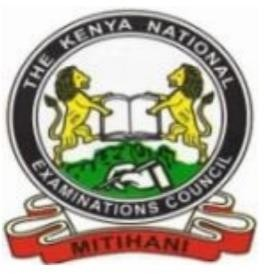 THE KENYA NATIONAL
EXAMINATIONS COUNCIL
MITIHANI